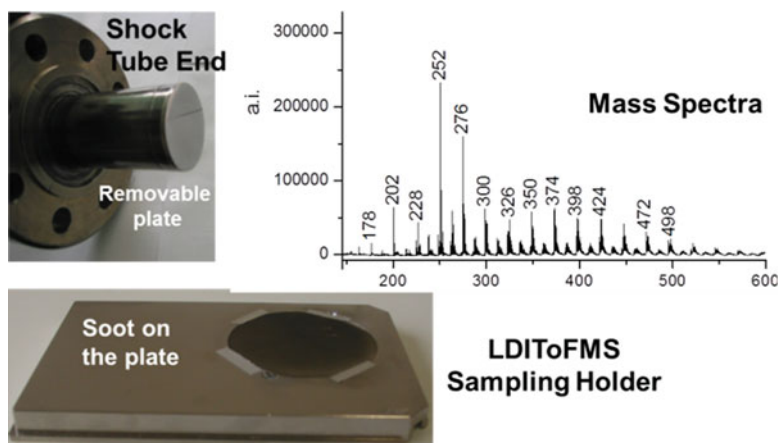 Shock
Tube End
Removable
plate
Mass Spectra
a.i.
300000
200000
100000
0
178
202
228
252
276
300
326
350
374
398
424
472
498
200
300
400
500
600
Soot on
the plate
LDIToFMS
Sampling Holder